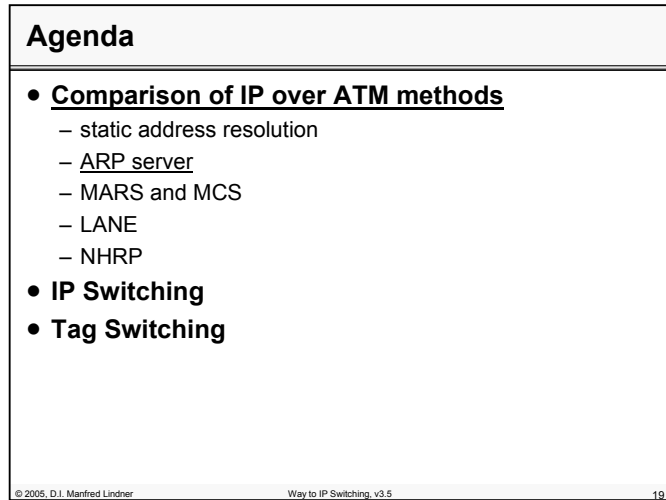 Agenda
• Comparison of IP over ATM methods
– static address resolution
– ARP server
– MARS and MCS
– LANE
– NHRP
• IP Switching
• Tag Switching
© 2005, D.I. Manfred Lindner Way to IP Switching, v3.5 19